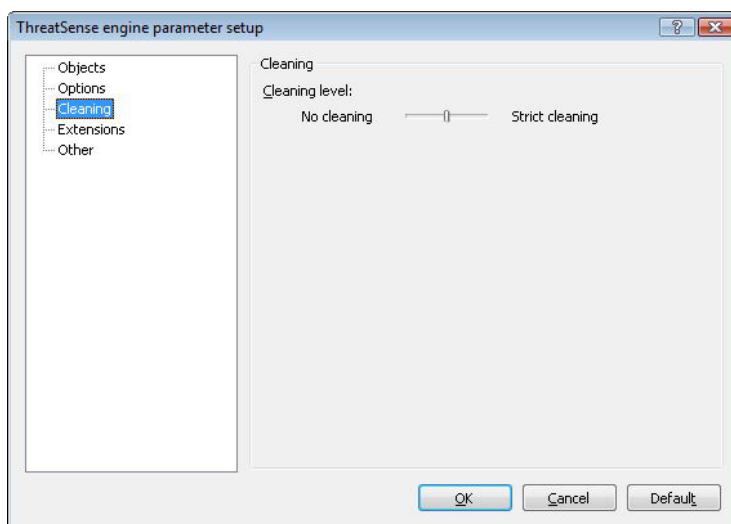 ThreatSense engine parameter setup
Objects
Options
Cleaning
Extensions
Other
Cleaning
Cleaning level:
No cleaning Strict cleaning
OK Cancel Default